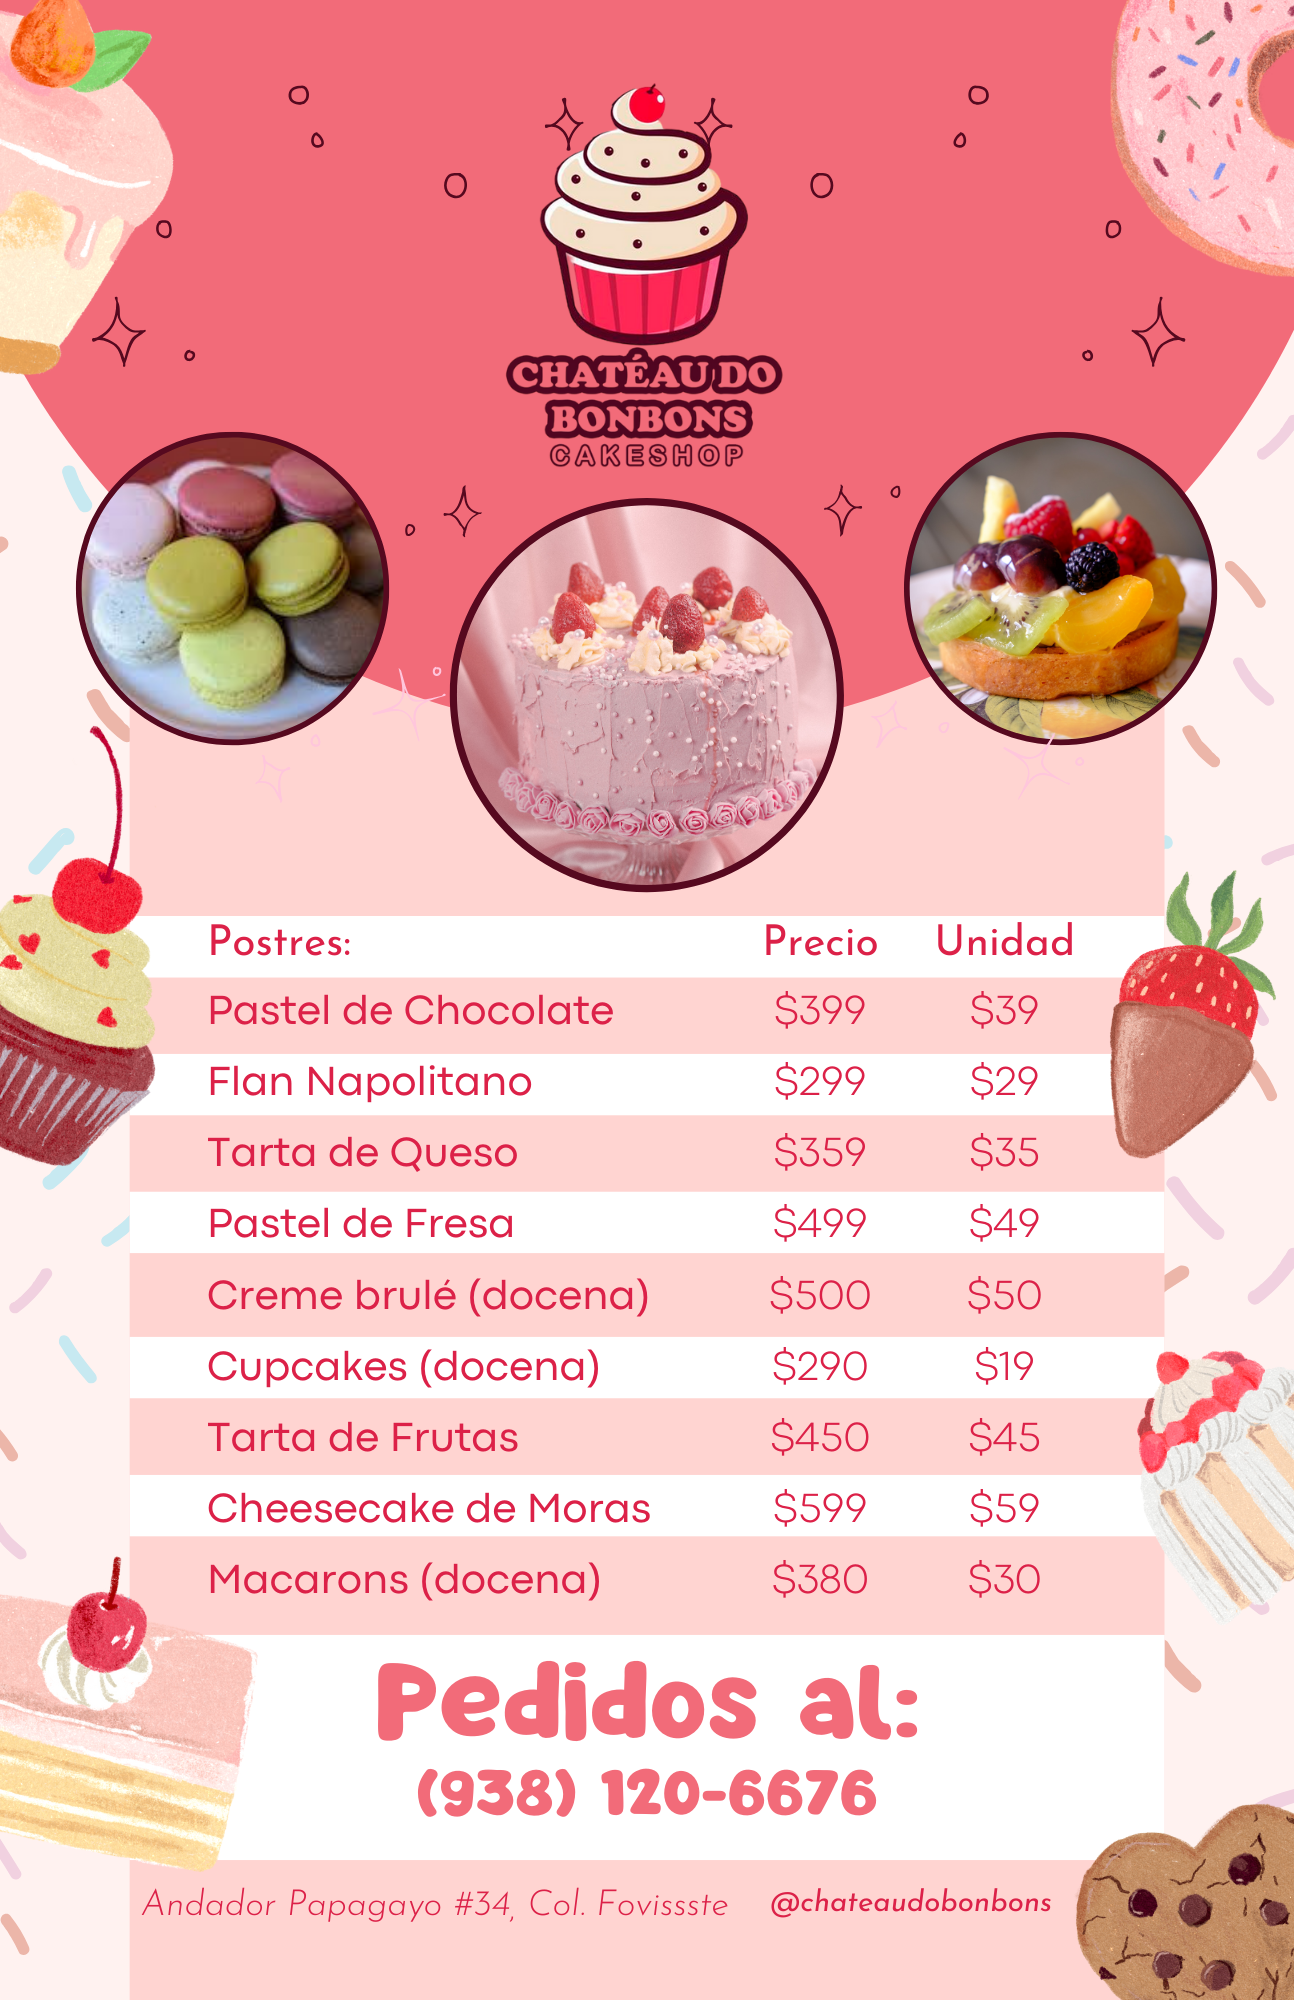 CHATÉAU DO
BONBONS
CAKESHOP
Postres: Precio Unidad
Pastel de Chocolate $399 $39
Flan Napolitano $299 $29
Tarta de Queso $359 $35
Pastel de Fresa $499 $49
Creme brulé (docena) $500 $50
Cupcakes (docena) $290 $19
Tarta de Frutas $450 $45
Cheesecake de Moras $599 $59
Macarons (docena) $380 $30
Pedidos al:
(938) 120-6676
Andador Papagayo #34, Col. Fovissste @chateaudobonbons